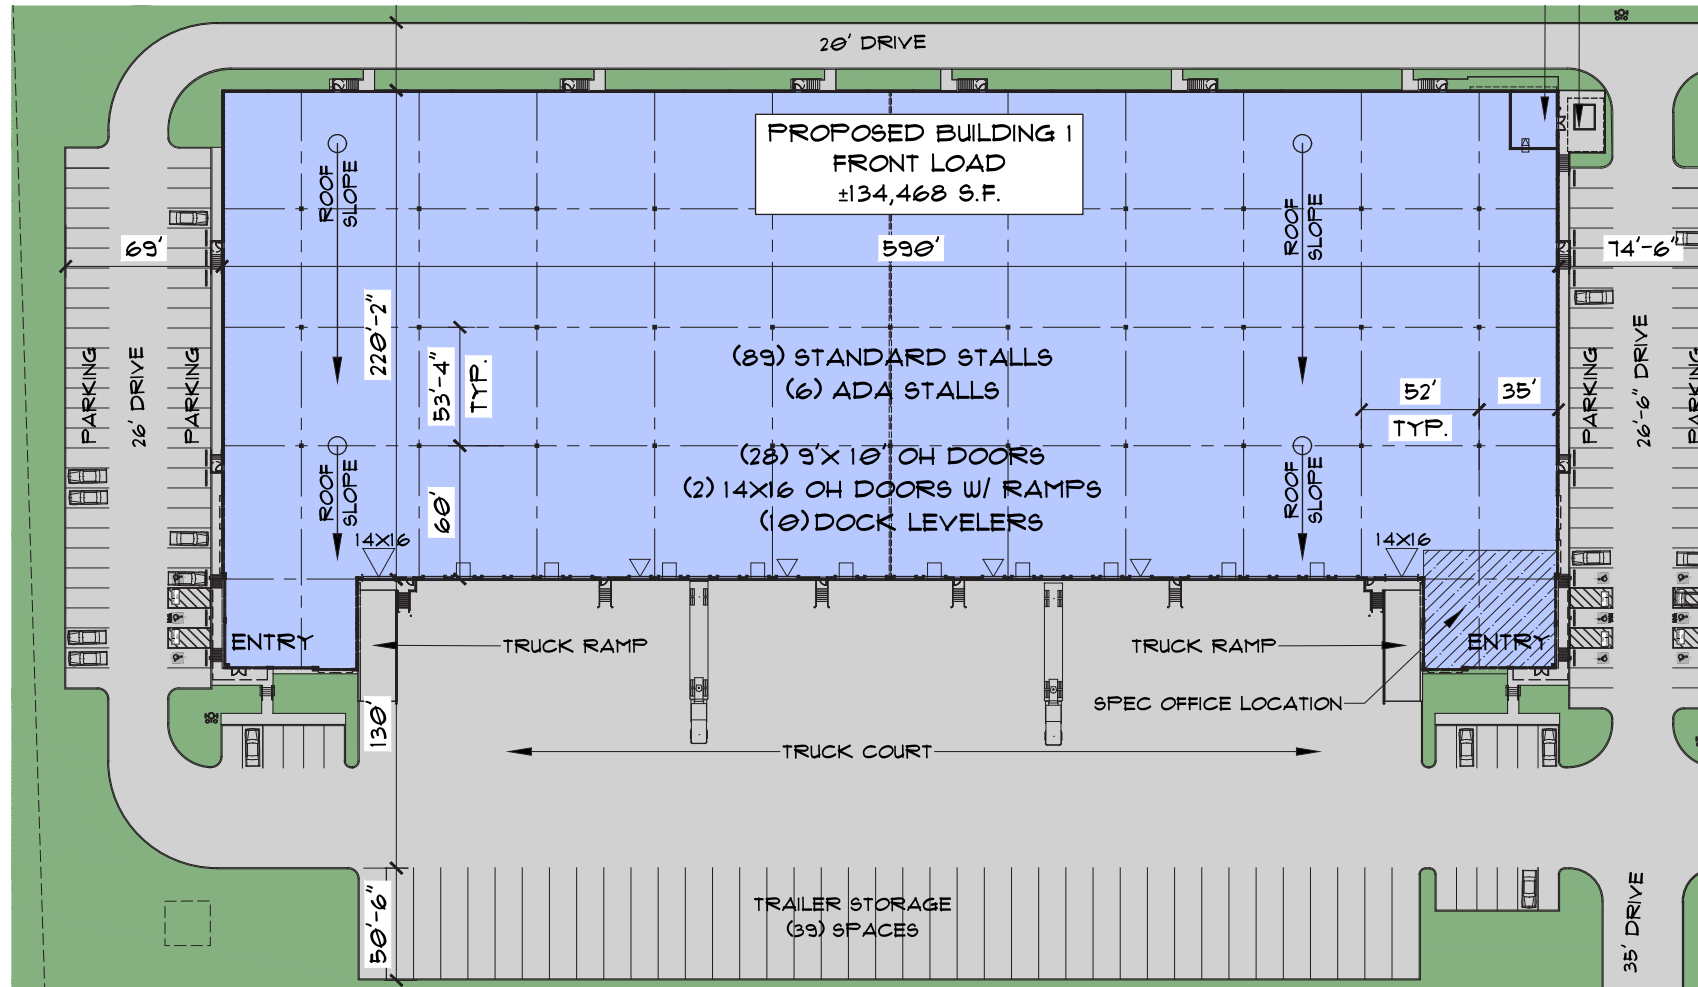 20' DRIVE
PROPOSED BUILDING 1
FRONT LOAD
±134,468 S.F.
ROOF
SLOPE
ROOF
SLOPE
69'
590'
74'-6"
220'-2"
53'-4"
TYP.
(89) STANDARD STALLS
(6) ADA STALLS
52'
TYP.
35'
PARKING
26' DRIVE
PARKING
PARKING
26'-6" DRIVE
PARKING
60'
(28) 9'X 10' OH DOORS
(2) 14X16 OH DOORS W/ RAMPS
(10) DOCK LEVELERS
ROOF
SLOPE
ROOF
SLOPE
14X16
14X16
ENTRY
TRUCK RAMP
TRUCK RAMP
ENTRY
SPEC OFFICE LOCATION
130'
TRUCK COURT
50'-6"
TRAILER STORAGE
(39) SPACES
35' DRIVE